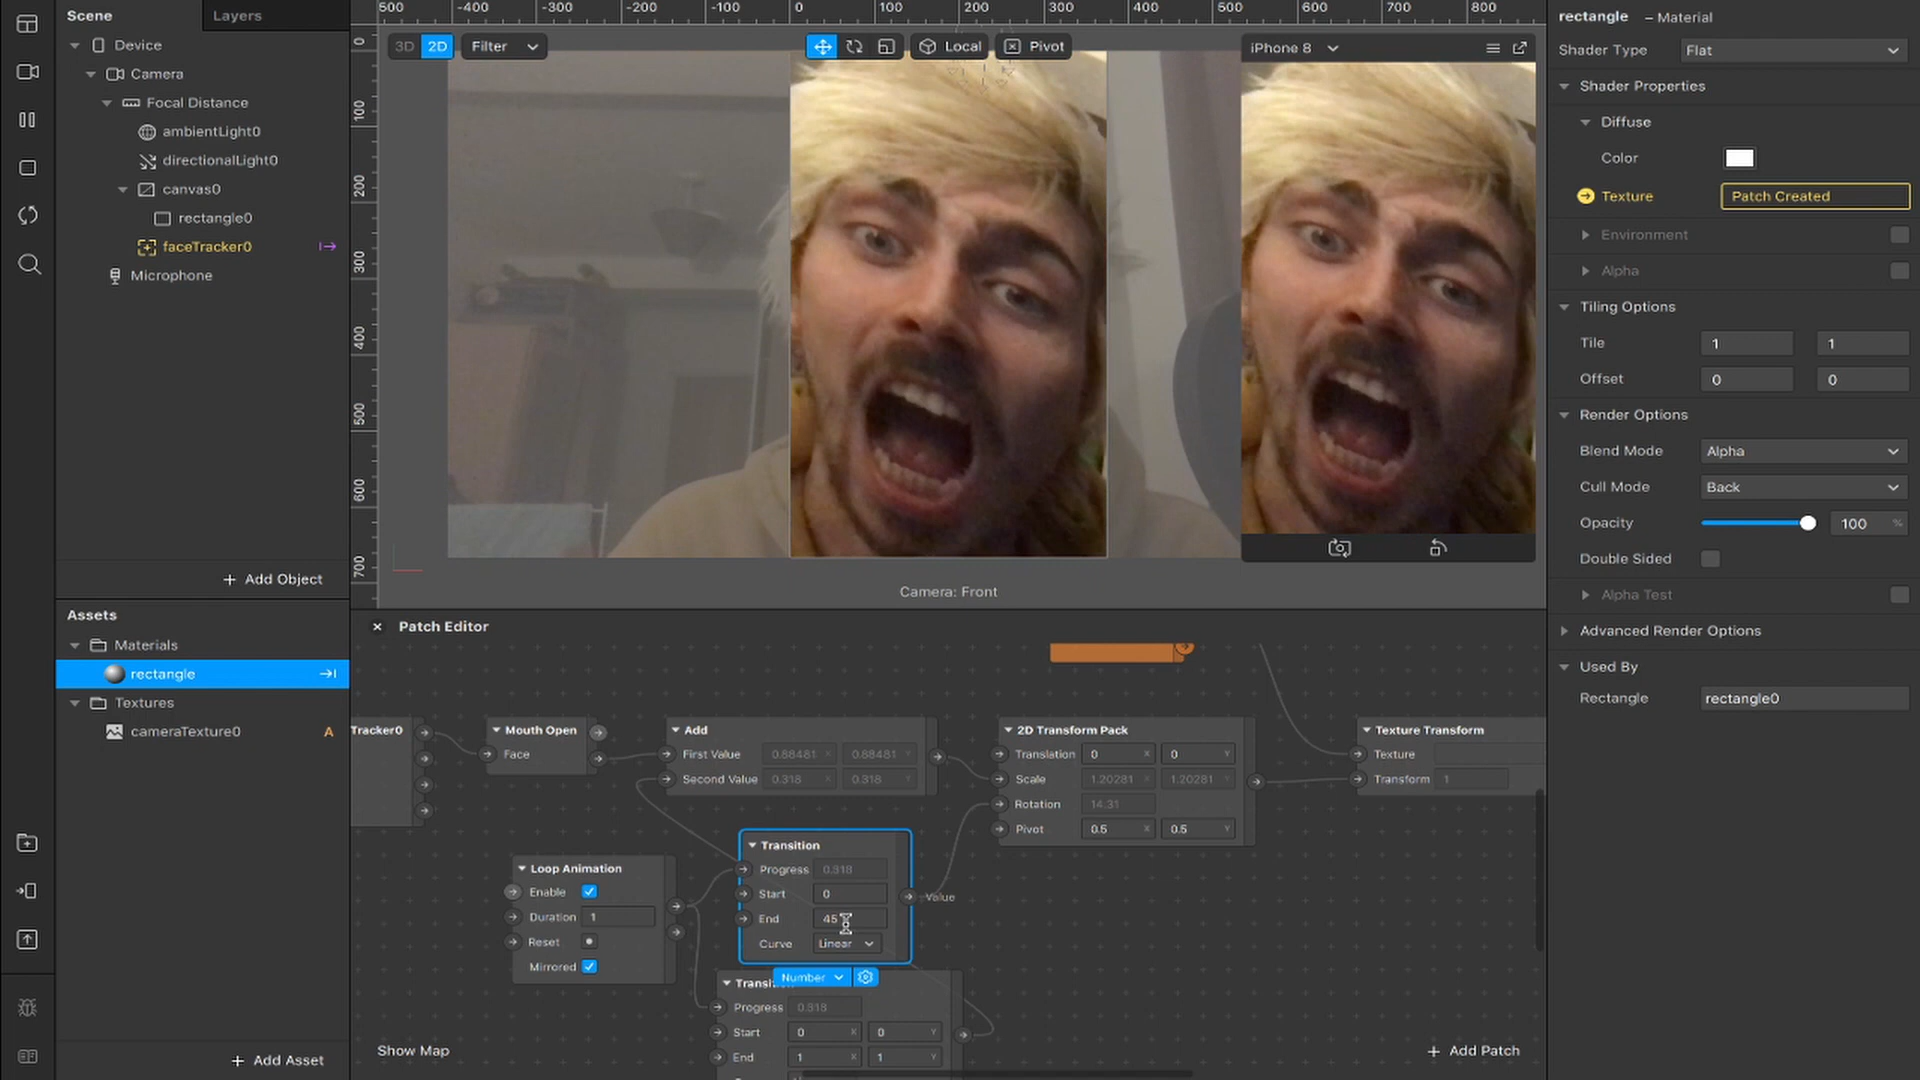 Scene
Layers
Device
Camera
Focal Distance
ambientLight0
directionalLight0
canvas0
rectangle0
faceTracker0
Microphone
+ Add Object
Assets
Materials
rectangle
Textures
cameraTexture0 A
+ Add Asset
500 -400 -300 -200 -100 0 100 200 300 400 500 600 700 800
0
100
200
300
400
500
600
700
3D 2D Filter
Local Pivot
iPhone 8
Camera: Front
× Patch Editor
Tracker0
Mouth Open
Face
Add
First Value 0.88481 X 0.88481 Y
Second Value 0.318 X 0.318 Y
2D Transform Pack
Translation 0 X 0 Y
Scale 1.20281 X 1.20281 Y
Rotation 14.31
Pivot 0.5 X 0.5 Y
Texture Transform
Texture
Transform 1
Loop Animation
Enable
Duration 1
Reset
Mirrored
Transition
Progress 0.318
Start 0
End 45
Curve Linear
Value
Number
Progress 0.318
Start 0 X 0 Y
End 1 X 1 Y
Show Map
+ Add Patch
rectangle – Material
Shader Type Flat
Shader Properties
Diffuse
Color
Texture Patch Created
Environment
Alpha
Tiling Options
Tile 1 1
Offset 0 0
Render Options
Blend Mode Alpha
Cull Mode Back
Opacity 100 %
Double Sided
Alpha Test
Advanced Render Options
Used By
Rectangle rectangle0